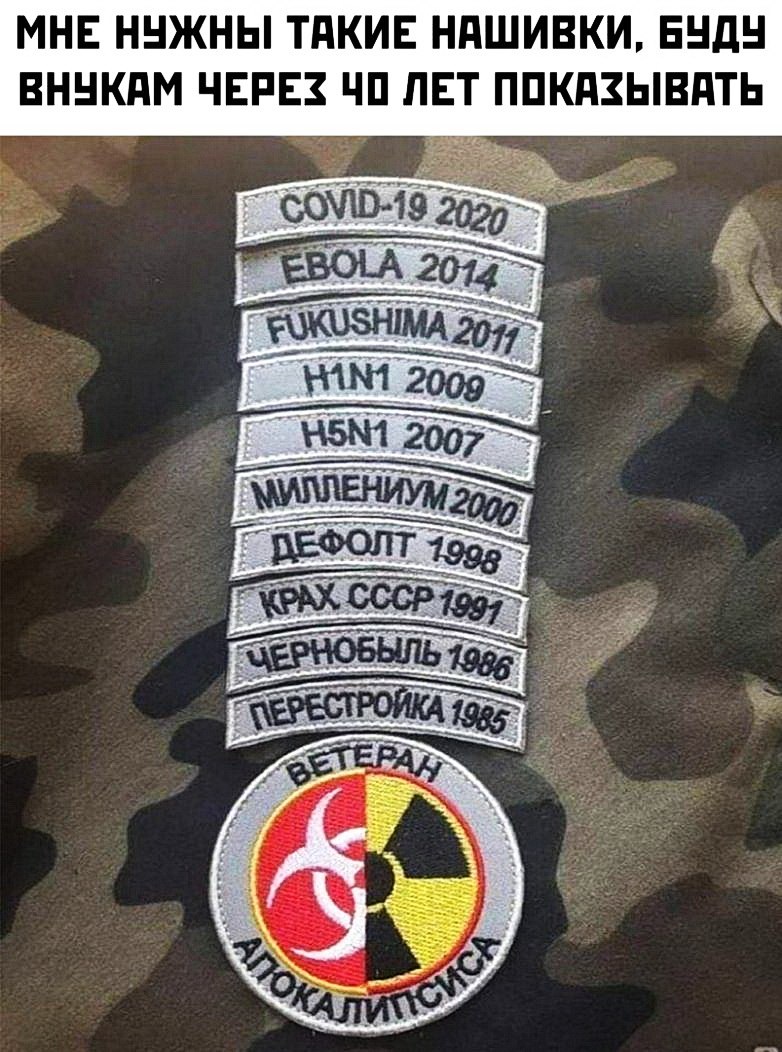 МНЕ НУЖНЫ ТАКИЕ НАШИВКИ, БУДУ
ВНУКАМ ЧЕРЕЗ 40 ЛЕТ ПОКАЗЫВАТЬ
COVID-19 2020
EBOLA 2014
FUKUSHIMA 2011
H1N1 2009
H5N1 2007
МИЛЛЕНИУМ 2000
ДЕФОЛТ 1998
КРАХ СССР 1991
ЧЕРНОБЫЛЬ 1986
ПЕРЕСТРОЙКА 1985
ВЕТЕРАН
АПОКАЛИПСИСА